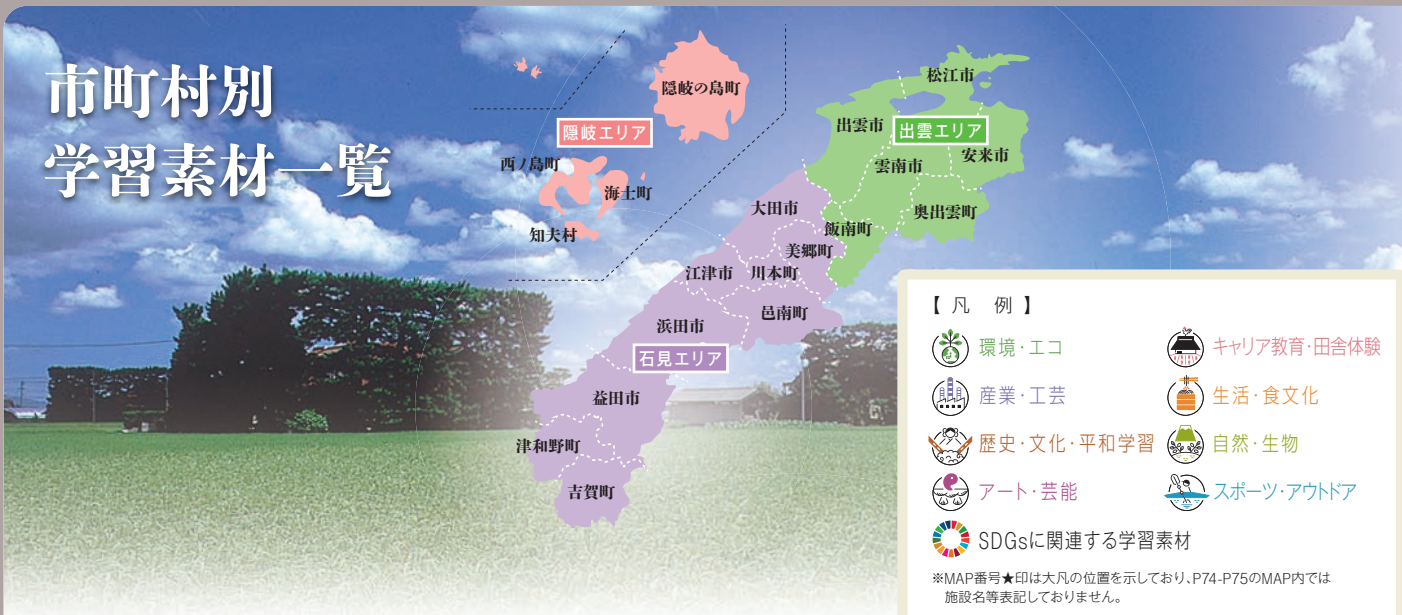 市町村別
学習素材一覧
隠岐の島町
隠岐エリア
西ノ島町
海士町
知夫村
松江市
出雲市
出雲エリア
安来市
雲南市
奥出雲町
飯南町
大田市
美郷町
江津市
川本町
邑南町
浜田市
石見エリア
益田市
津和野町
吉賀町
【 凡 例 】
環境・エコ
キャリア教育・田舎体験
産業・工芸
生活・食文化
歴史・文化・平和学習
自然・生物
アート・芸能
スポーツ・アウトドア
SDGsに関連する学習素材
※MAP番号★印は大凡の位置を示しており、P74-P75のMAP内では
施設名等表記しておりません。